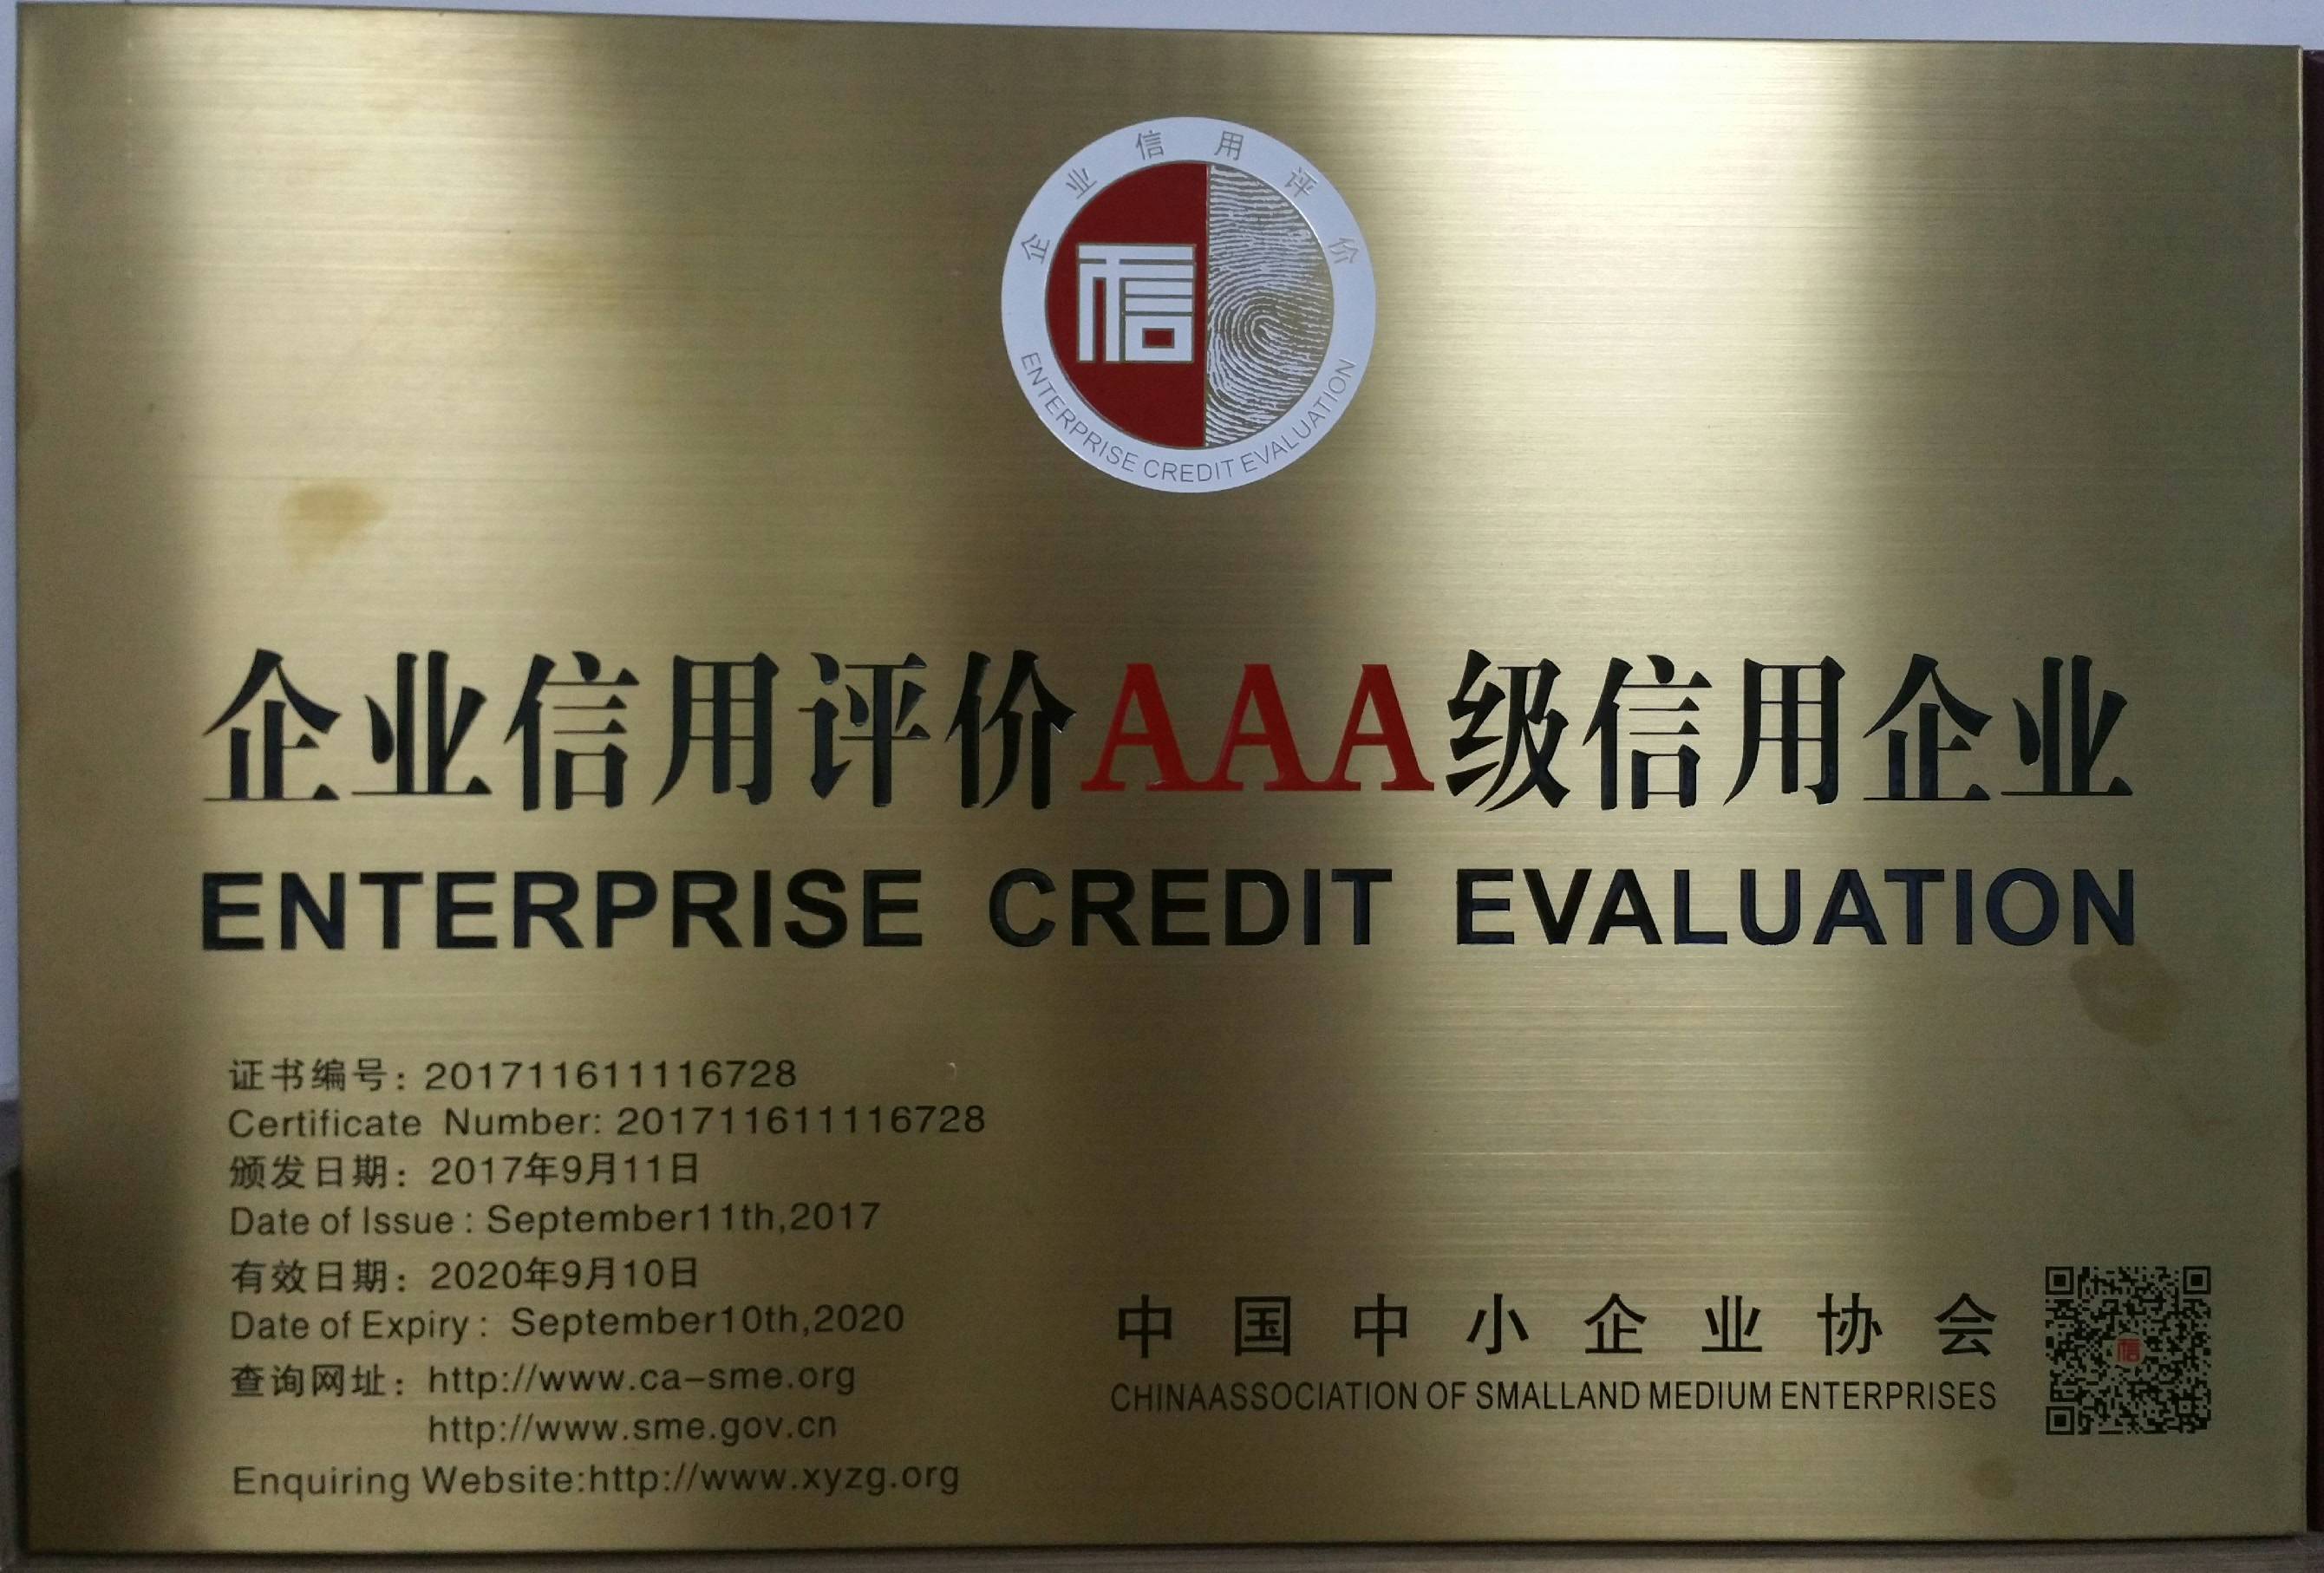 企业信用评价
信
ENTERPRISE CREDIT EVALUATION
企业信用评价AAA级信用企业
ENTERPRISE CREDIT EVALUATION
证书编号: 201711611116728
Certificate Number: 201711611116728
颁发日期: 2017年9月11日
Date of Issue : September11th,2017
有效日期: 2020年9月10日
Date of Expiry : September10th,2020
查询网址: http://www.ca-sme.org
http://www.sme.gov.cn
Enquiring Website:http://www.xyzg.org
中国中小企业协会
CHINAASSOCIATION OF SMALLAND MEDIUM ENTERPRISES
信